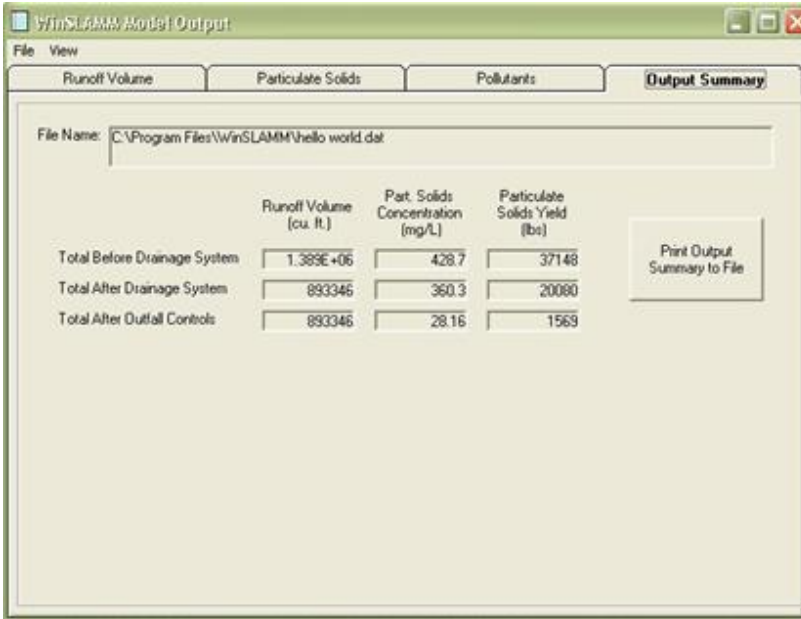 WinSLAMM Model Output
File View
Runoff Volume Particulate Solids Pollutants Output Summary
File Name: C:\Program Files\WinSLAMM\hello world.dat
Runoff Volume (cu. ft.) Part. Solids Concentration (mg/L) Particulate Solids Yield (lbs)
Print Output Summary to File
Total Before Drainage System 1.389E+06 428.7 37148
Total After Drainage System 893346 360.3 20080
Total After Outfall Controls 893346 28.16 1569